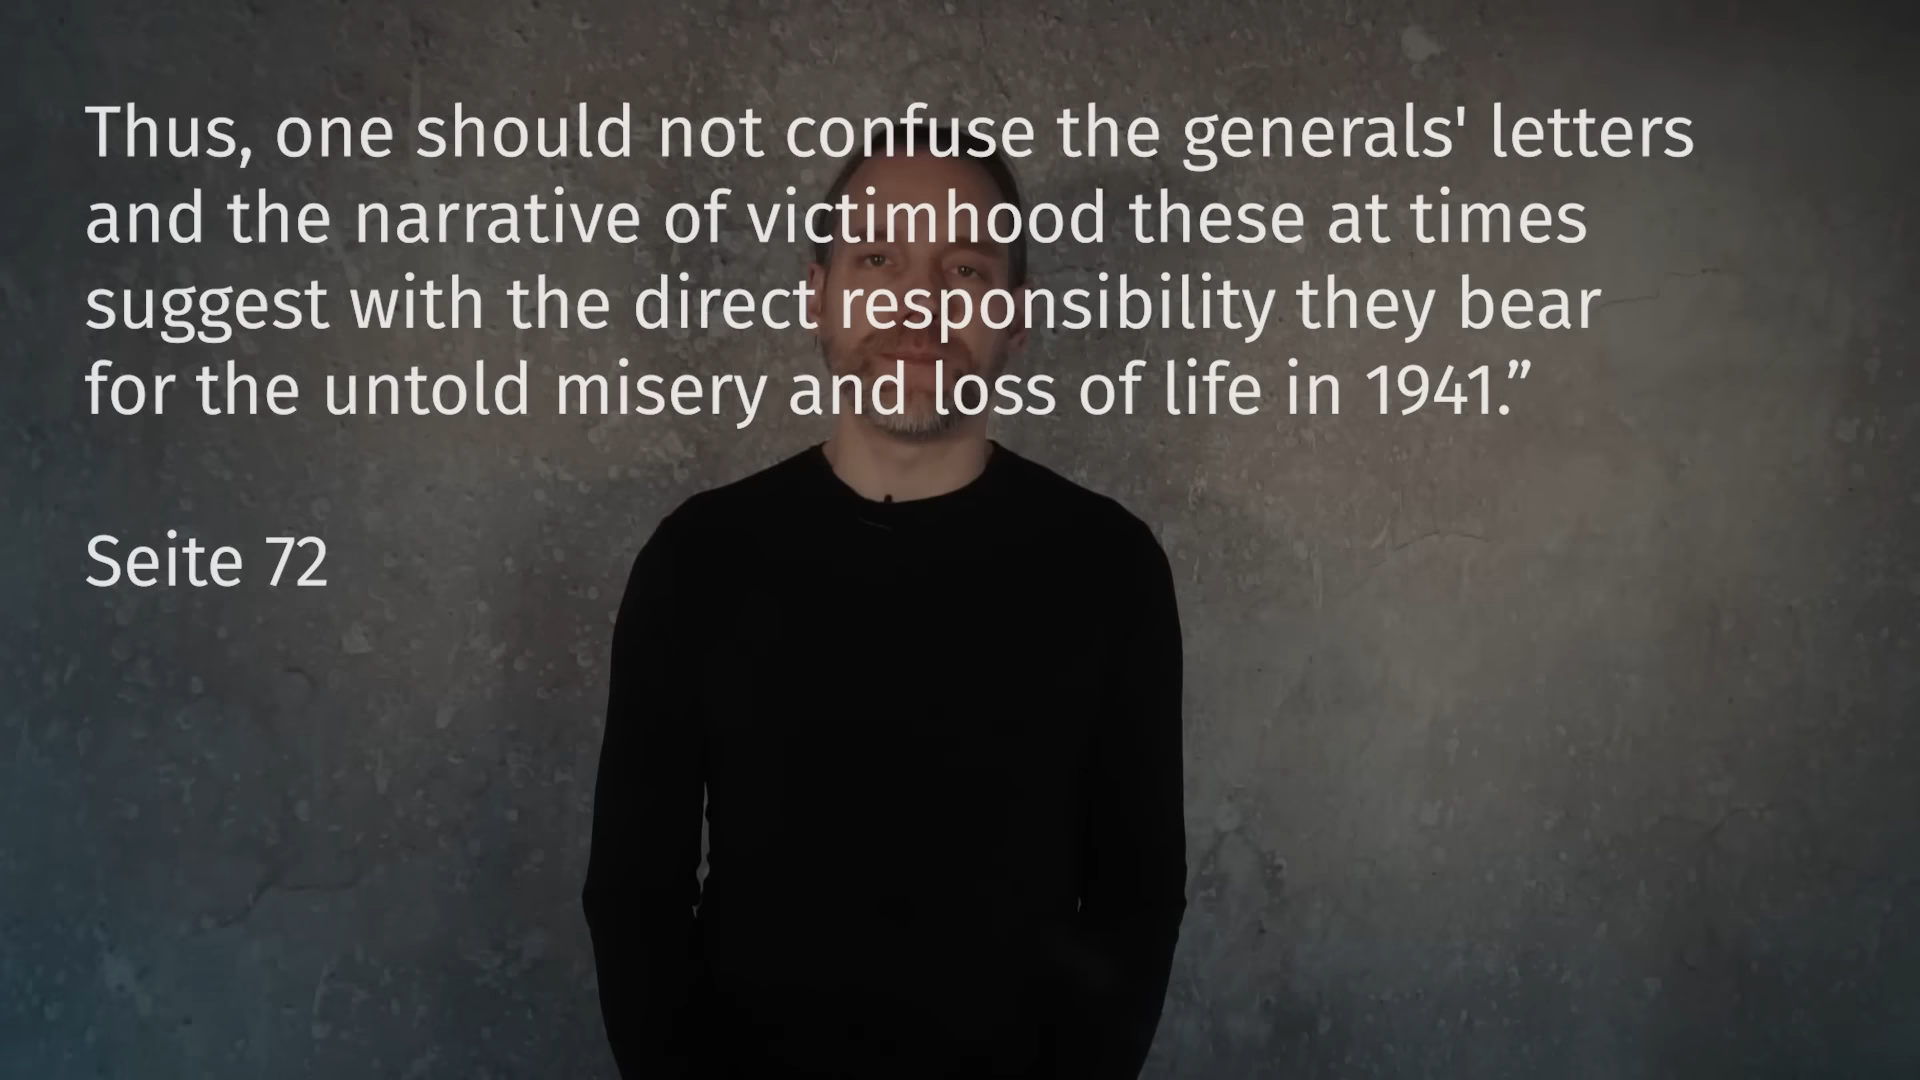 Thus, one should not confuse the generals' letters
and the narrative of victimhood these at times
suggest with the direct responsibility they bear
for the untold misery and loss of life in 1941.”
Seite 72